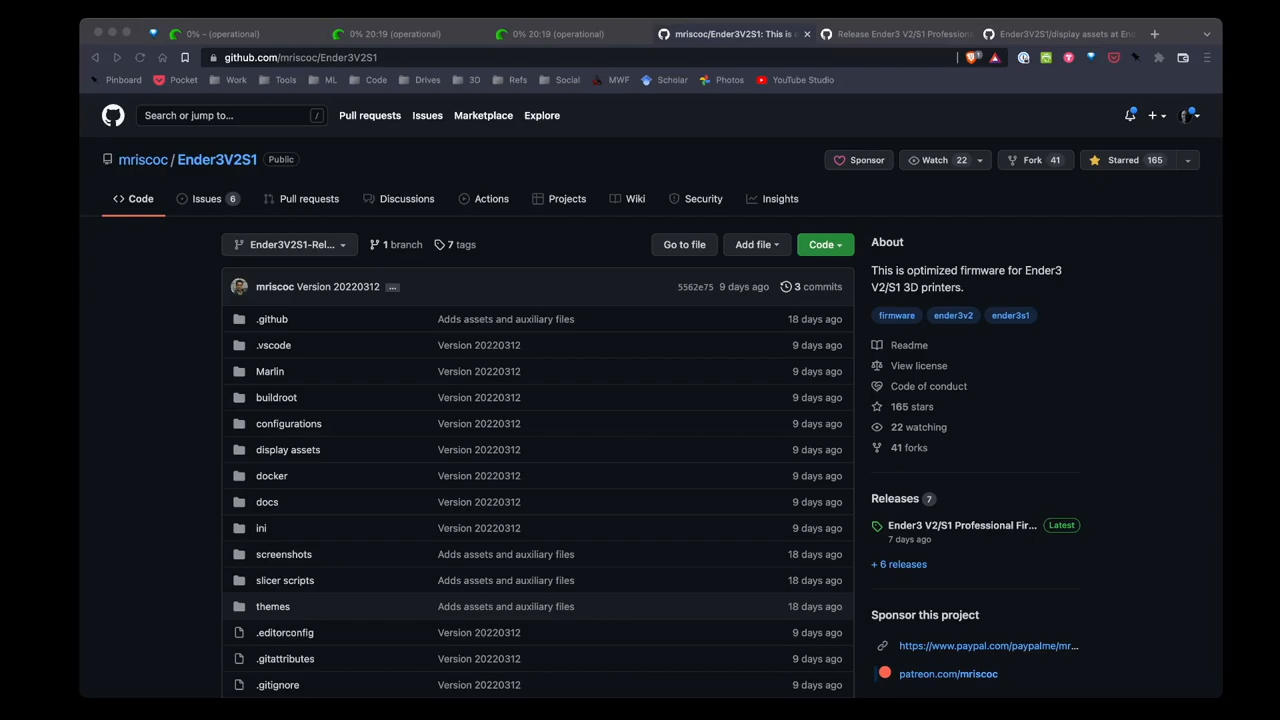 0% – (operational)
0% 20:19 (operational)
0% 20:19 (operational)
mriscoc/Ender3V2S1: This is
Release Ender3 V2/S1 Profession
Ender3V2S1/display assets at En
github.com/mriscoc/Ender3V2S1
Pinboard
Pocket
Work
Tools
ML
Code
Drives
3D
Refs
Social
MWF
Scholar
Photos
YouTube Studio
Search or jump to...
/
Pull requests
Issues
Marketplace
Explore
mriscoc / Ender3V2S1
Public
Sponsor
Watch 22
Fork 41
Starred 165
Code
Issues 6
Pull requests
Discussions
Actions
Projects
Wiki
Security
Insights
Ender3V2S1-Rel...
1 branch
7 tags
Go to file
Add file
Code
mriscoc Version 20220312 ...
5562e75 9 days ago
3 commits
.github Adds assets and auxiliary files 18 days ago
.vscode Version 20220312 9 days ago
Marlin Version 20220312 9 days ago
buildroot Version 20220312 9 days ago
configurations Version 20220312 9 days ago
display assets Version 20220312 9 days ago
docker Version 20220312 9 days ago
docs Version 20220312 9 days ago
ini Version 20220312 9 days ago
screenshots Adds assets and auxiliary files 18 days ago
slicer scripts Adds assets and auxiliary files 18 days ago
themes Adds assets and auxiliary files 18 days ago
.editorconfig Version 20220312 9 days ago
.gitattributes Version 20220312 9 days ago
.gitignore Version 20220312 9 days ago
About
This is optimized firmware for Ender3
V2/S1 3D printers.
firmware
ender3v2
ender3s1
Readme
View license
Code of conduct
165 stars
22 watching
41 forks
Releases 7
Ender3 V2/S1 Professional Fir... Latest
7 days ago
+ 6 releases
Sponsor this project
https://www.paypal.com/paypalme/mr...
patreon.com/mriscoc